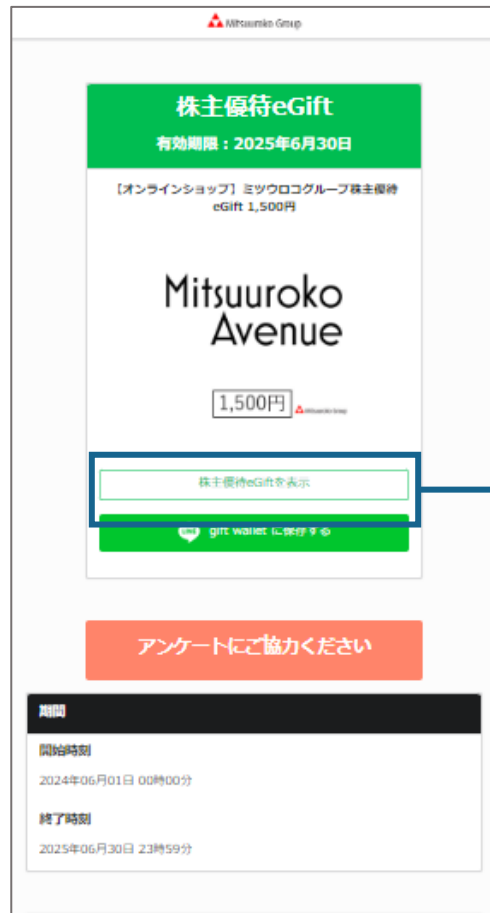 Mitsuuroko Group
株主優待eGift
有効期限：2025年6月30日
【オンラインショップ】ミツウロコグループ株主優待
eGift 1,500円
Mitsuuroko
Avenue
1,500円
Mitsuuroko Group
株主優待eGiftを表示
LINE gift wallet に保存する
アンケートにご協力ください
期間
開始時刻
2024年06月01日 00時00分
終了時刻
2025年06月30日 23時59分